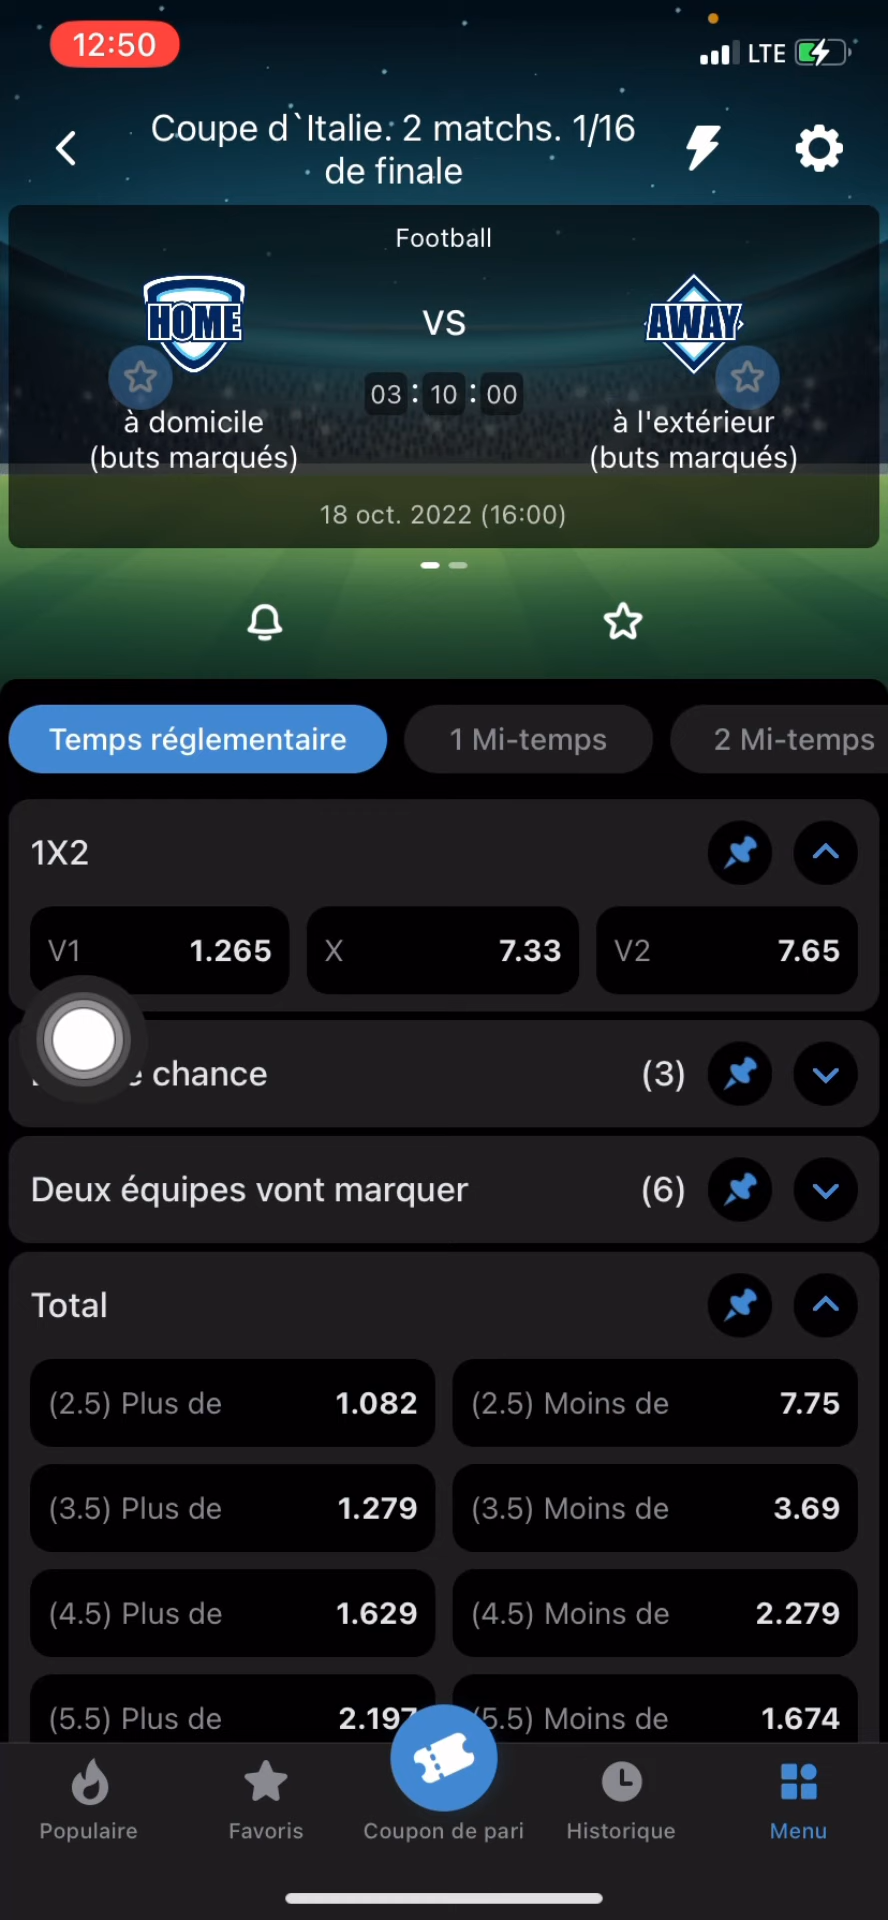 12:50
LTE
Coupe d`Italie. 2 matchs. 1/16
de finale
Football
HOME
VS
AWAY
03 : 10 : 00
à domicile
(buts marqués)
à l'extérieur
(buts marqués)
18 oct. 2022 (16:00)
Temps réglementaire
1 Mi-temps
2 Mi-temps
1X2
V1 1.265
X 7.33
V2 7.65
chance (3)
Deux équipes vont marquer (6)
Total
(2.5) Plus de 1.082
(2.5) Moins de 7.75
(3.5) Plus de 1.279
(3.5) Moins de 3.69
(4.5) Plus de 1.629
(4.5) Moins de 2.279
(5.5) Plus de 2.197
(5.5) Moins de 1.674
Populaire
Favoris
Coupon de pari
Historique
Menu